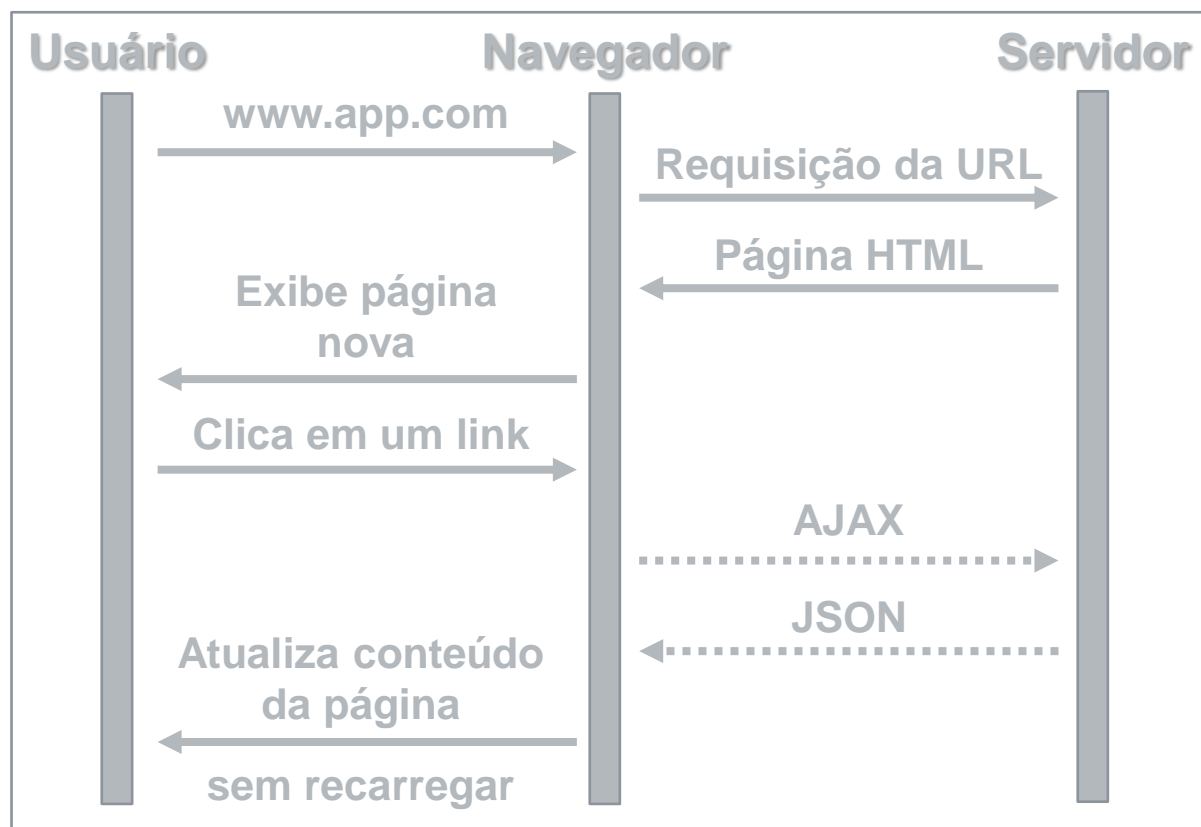 Usuário
Navegador
Servidor
www.app.com
Requisição da URL
Página HTML
Exibe página
nova
Clica em um link
AJAX
JSON
Atualiza conteúdo
da página
sem recarregar